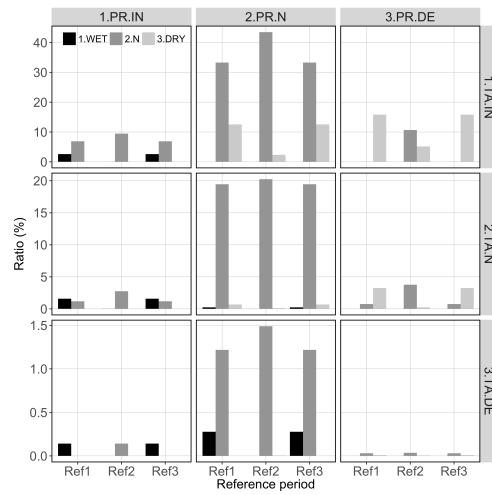 1.PR.IN 2.PR.N 3.PR.DE
1.WET 2.N 3.DRY
40
30
20
10
0
1.TA.IN
20
15
10
5
0
2.TA.N
1.5
1.0
0.5
0.0
3.TA.DE
Ratio (%)
Ref1 Ref2 Ref3 Ref1 Ref2 Ref3 Ref1 Ref2 Ref3
Reference period